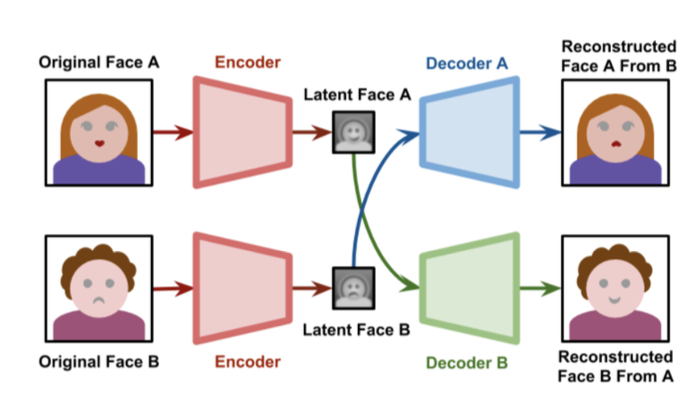 Original Face A
Encoder
Latent Face A
Decoder A
Reconstructed
Face A From B
Original Face B
Encoder
Latent Face B
Decoder B
Reconstructed
Face B From A